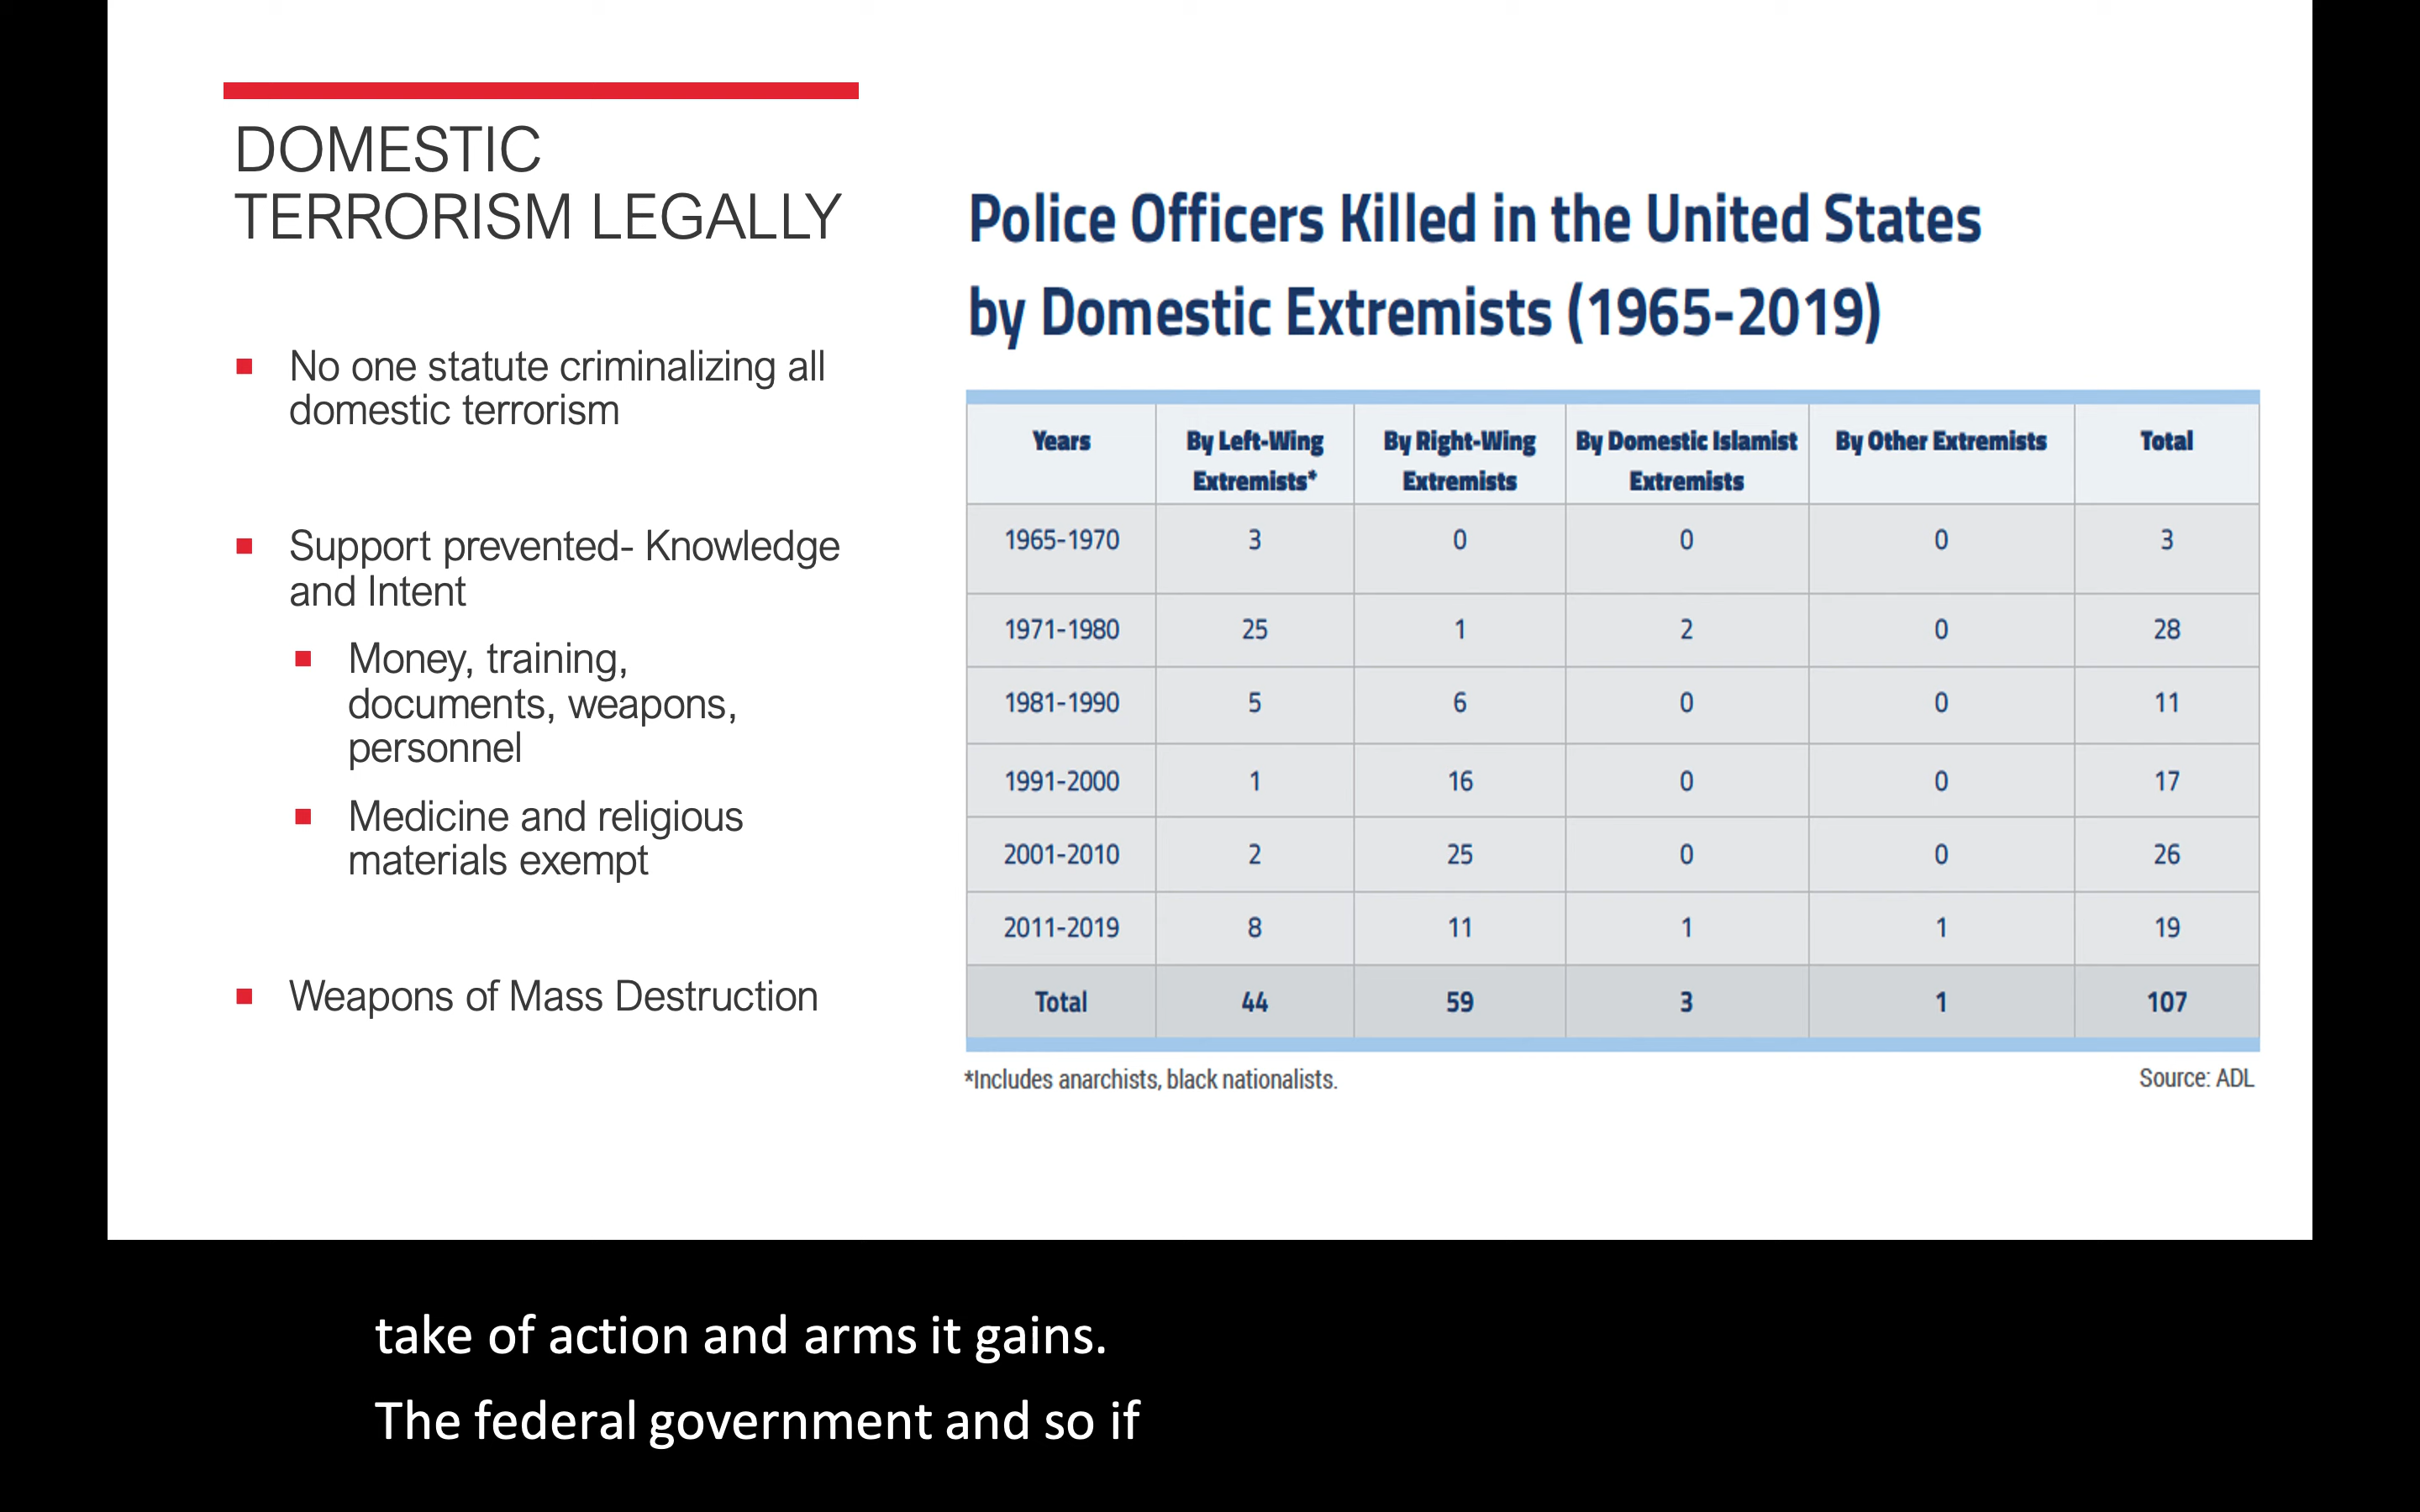 DOMESTIC
TERRORISM LEGALLY
No one statute criminalizing all
domestic terrorism
Support prevented- Knowledge
and Intent
Money, training,
documents, weapons,
personnel
Medicine and religious
materials exempt
Weapons of Mass Destruction
Police Officers Killed in the United States
by Domestic Extremists (1965-2019)
Years By Left-Wing Extremists* By Right-Wing Extremists By Domestic Islamist Extremists By Other Extremists Total
1965-1970 3 0 0 0 3
1971-1980 25 1 2 0 28
1981-1990 5 6 0 0 11
1991-2000 1 16 0 0 17
2001-2010 2 25 0 0 26
2011-2019 8 11 1 1 19
Total 44 59 3 1 107
*Includes anarchists, black nationalists. Source: ADL
take of action and arms it gains.
The federal government and so if